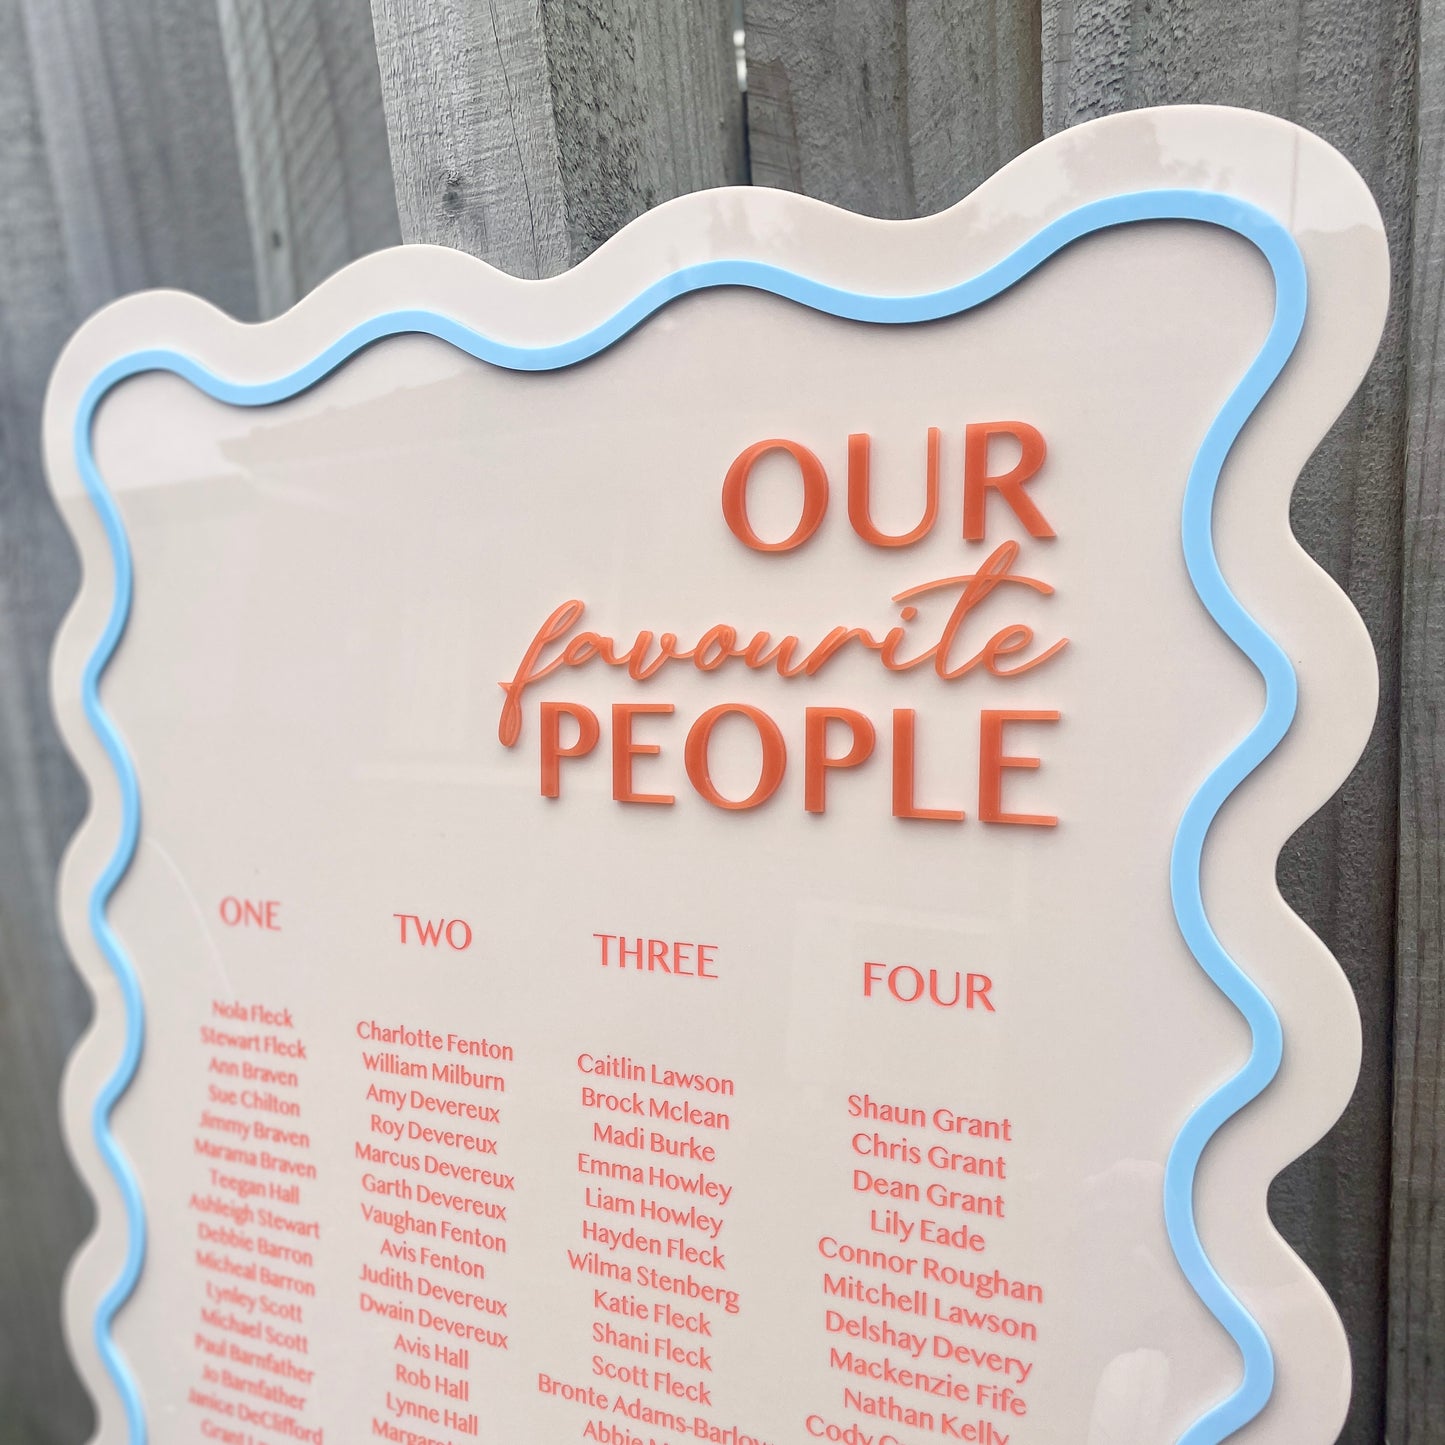 OUR
favourite
PEOPLE
ONE
Nola Fleck
Stewart Fleck
Ann Braven
Sue Chilton
Jimmy Braven
Marama Braven
Teegan Hall
Ashleigh Stewart
Debbie Barron
Micheal Barron
Lynley Scott
Michael Scott
Paul Barnfather
Jo Barnfather
Janice DeClifford
Grant
TWO
Charlotte Fenton
William Milburn
Amy Devereux
Roy Devereux
Marcus Devereux
Garth Devereux
Vaughan Fenton
Avis Fenton
Judith Devereux
Dwain Devereux
Avis Hall
Rob Hall
Lynne Hall
THREE
Caitlin Lawson
Brock Mclean
Madi Burke
Emma Howley
Liam Howley
Hayden Fleck
Wilma Stenberg
Katie Fleck
Shani Fleck
Scott Fleck
Bronte Adams-Barlow
Abbie
FOUR
Shaun Grant
Chris Grant
Dean Grant
Lily Eade
Connor Roughan
Mitchell Lawson
Delshay Devery
Mackenzie Fife
Nathan Kelly
Cody